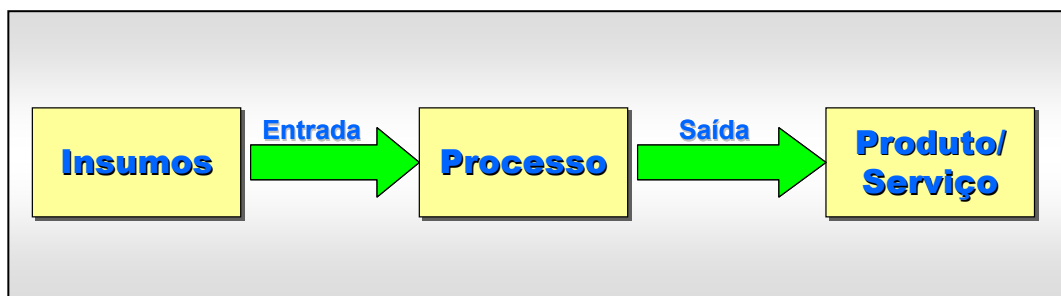 Insumos
Entrada
Processo
Saída
Produto/
Serviço